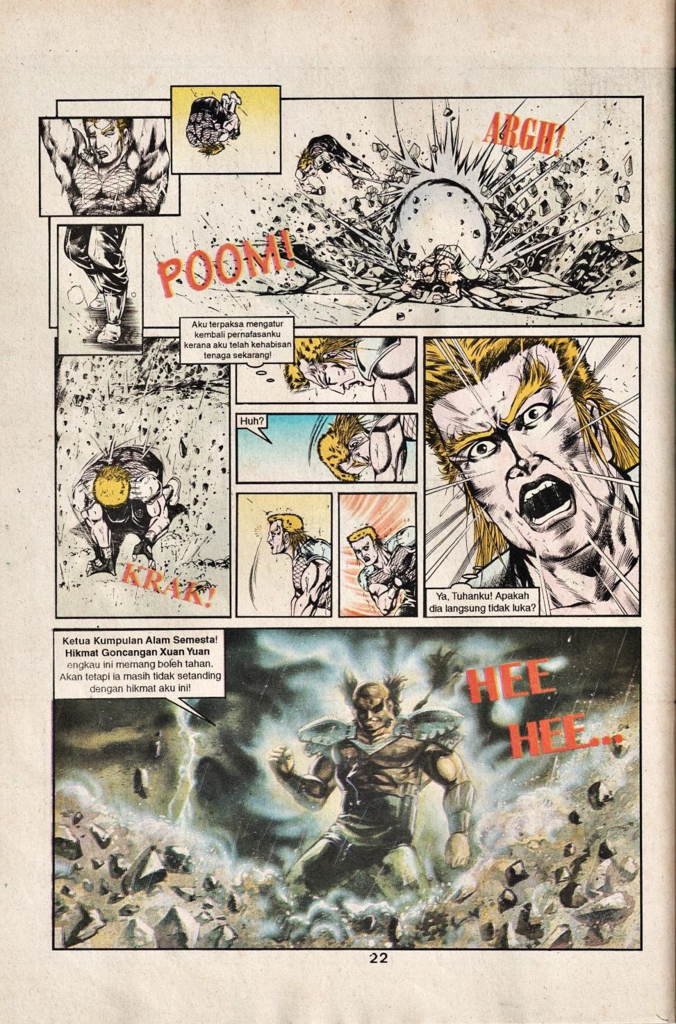 ARGH!
POOM!
Aku terpaksa mengatur
kembali pernafasanku
kerana aku telah kehabisan
tenaga sekarang!
Huh?
KRAK!
Ya, Tuhanku! Apakah
dia langsung tidak luka?
Ketua Kumpulan Alam Semesta!
Hikmat Goncangan Xuan Yuan
engkau ini memang boleh tahan.
Akan tetapi ia masih tidak setanding
dengan hikmat aku ini!
HEE
HEE...
22